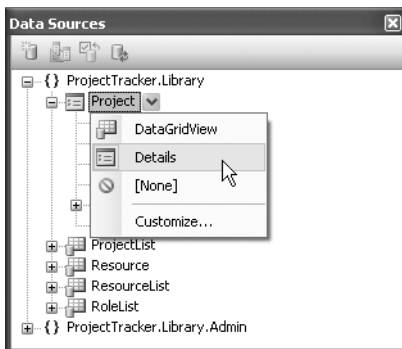 Data Sources
{} ProjectTracker.Library
Project
DataGridView
Details
[None]
Customize...
ProjectList
Resource
ResourceList
RoleList
{} ProjectTracker.Library.Admin